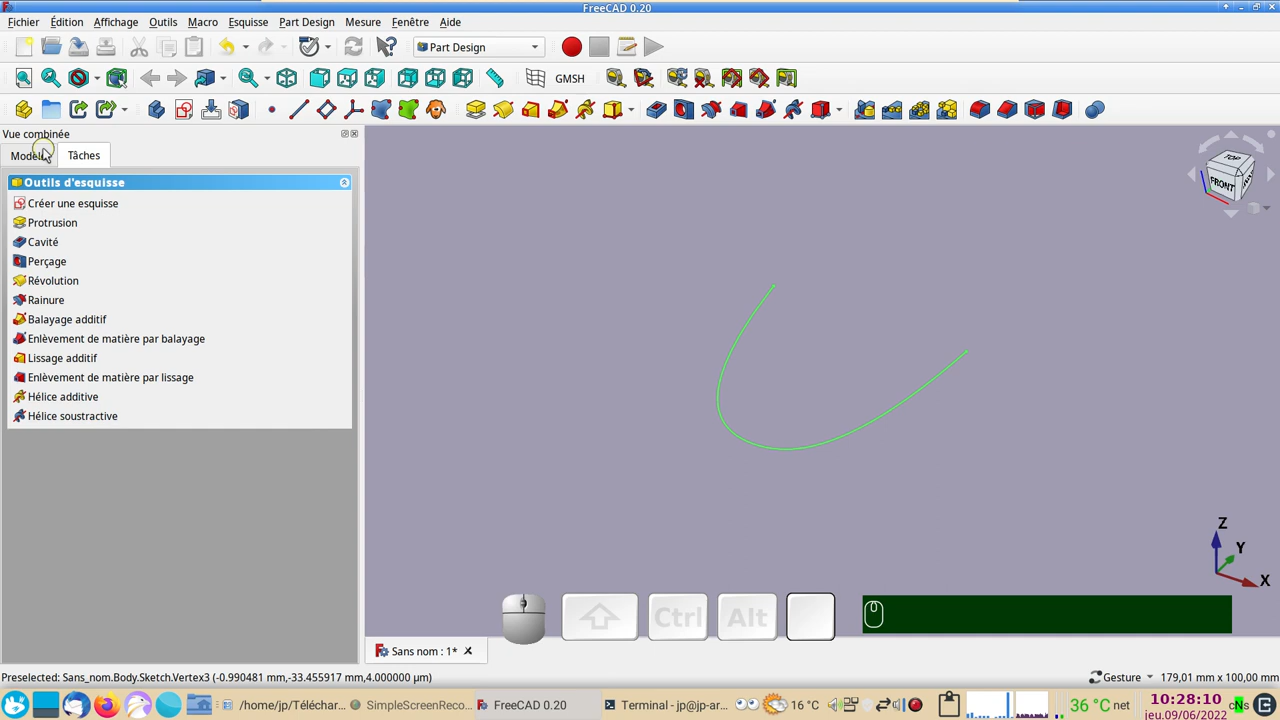 FreeCAD 0.20
Fichier Édition Affichage Outils Macro Esquisse Part Design Mesure Fenêtre Aide
Part Design
GMSH
Vue combinée
Modèle Tâches
Outils d'esquisse
Créer une esquisse
Protrusion
Cavité
Perçage
Révolution
Rainure
Balayage additif
Enlèvement de matière par balayage
Lissage additif
Enlèvement de matière par lissage
Hélice additive
Hélice soustractive
TOP
FRONT
Z
Y
X
Ctrl Alt
Sans nom : 1*
Preselected: Sans_nom.Body.Sketch.Vertex3 (-0.990481 mm,-33.455917 mm,4.000000 µm) Gesture 179,01 mm x 100,00 mm
/home/jp/Téléchar... SimpleScreenReco... FreeCAD 0.20 Terminal - jp@jp-ar... 16 °C 36 °C net 10:28:10
jeu.09/06/2022